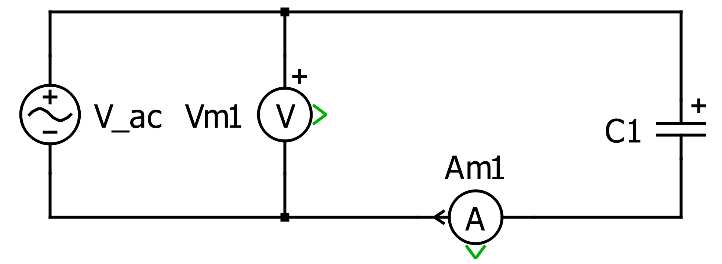 +
+
+
V_ac
Vm1
V
C1
−
Am1
A